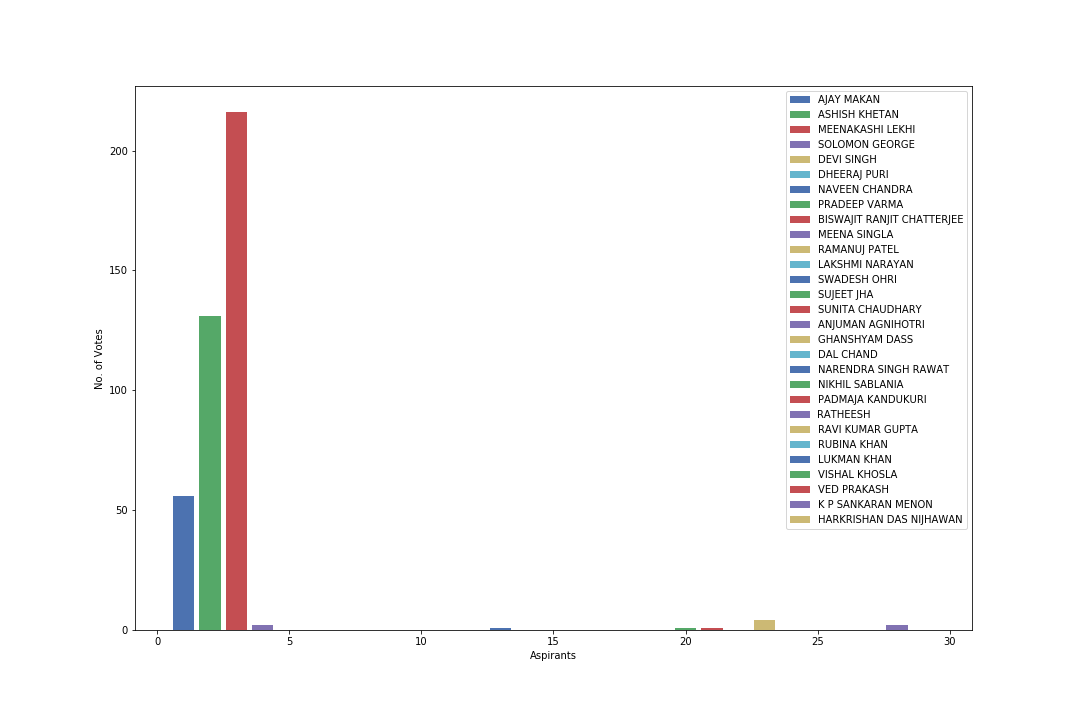 AJAY MAKAN
ASHISH KHETAN
MEENAKASHI LEKHI
SOLOMON GEORGE
DEVI SINGH
DHEERAJ PURI
NAVEEN CHANDRA
PRADEEP VARMA
BISWAJIT RANJIT CHATTERJEE
MEENA SINGLA
RAMANUJ PATEL
LAKSHMI NARAYAN
SWADESH OHRI
SUJEET JHA
SUNITA CHAUDHARY
ANJUMAN AGNIHOTRI
GHANSHYAM DASS
DAL CHAND
NARENDRA SINGH RAWAT
NIKHIL SABLANIA
PADMAJA KANDUKURI
RATHEESH
RAVI KUMAR GUPTA
RUBINA KHAN
LUKMAN KHAN
VISHAL KHOSLA
VED PRAKASH
K P SANKARAN MENON
HARKRISHAN DAS NIJHAWAN
200
150
100
50
0
No. of Votes
0 5 10 15 20 25 30
Aspirants